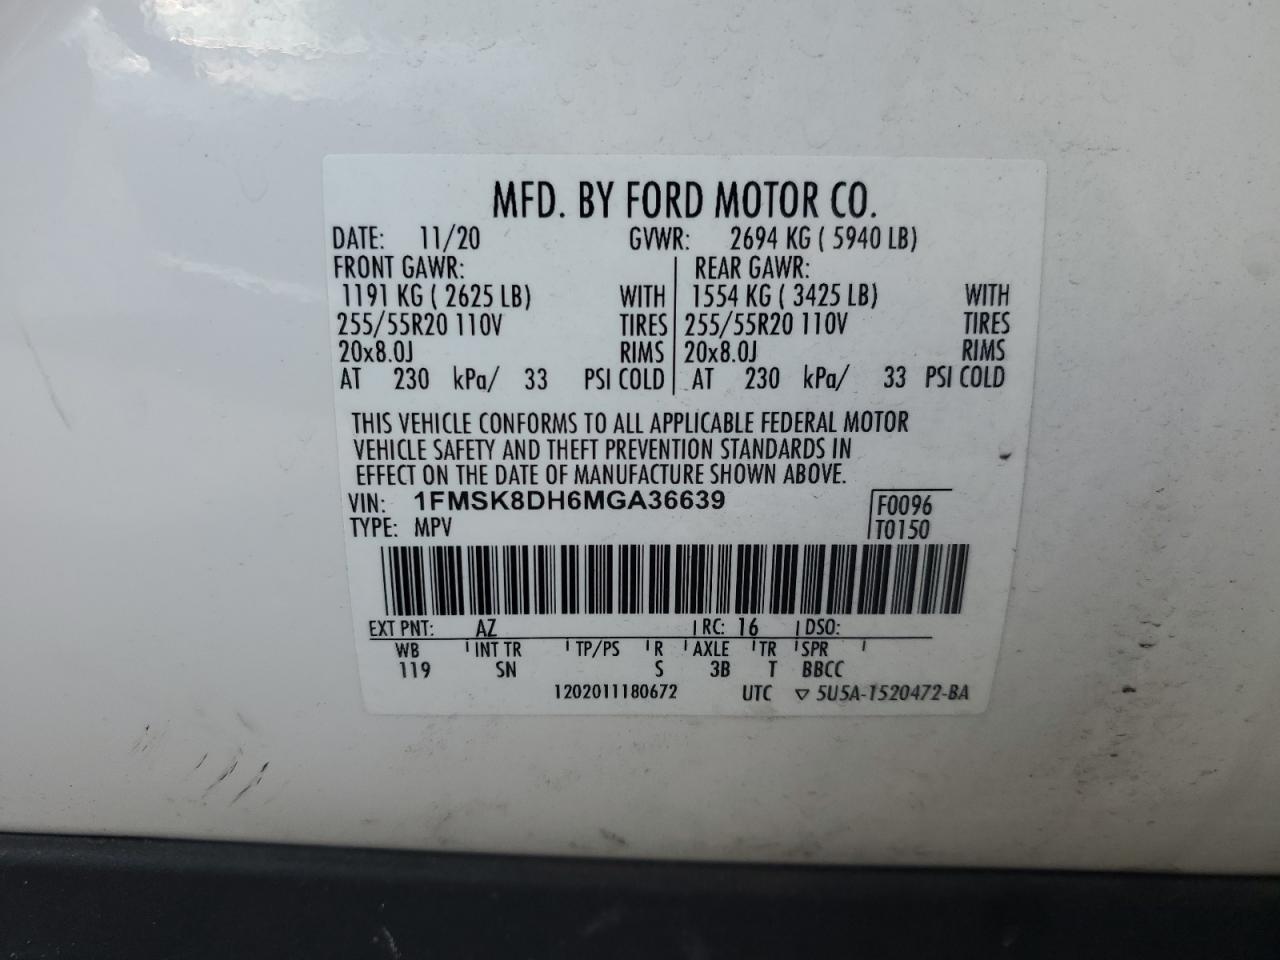 MFD. BY FORD MOTOR CO.
DATE: 11/20 GVWR: 2694 KG ( 5940 LB)
FRONT GAWR: REAR GAWR:
1191 KG ( 2625 LB) WITH 1554 KG ( 3425 LB) WITH
255/55R20 110V TIRES 255/55R20 110V TIRES
20x8.0J RIMS 20x8.0J RIMS
AT 230 kPa/ 33 PSI COLD AT 230 kPa/ 33 PSI COLD
THIS VEHICLE CONFORMS TO ALL APPLICABLE FEDERAL MOTOR
VEHICLE SAFETY AND THEFT PREVENTION STANDARDS IN
EFFECT ON THE DATE OF MANUFACTURE SHOWN ABOVE.
VIN: 1FMSK8DH6MGA36639 F0096
TYPE: MPV T0150
EXT PNT: AZ RC: 16 DSO:
WB INT TR TP/PS R AXLE TR SPR
119 SN S 3B T BBCC
1202011180672 UTC ▽ 5U5A-1520472-BA